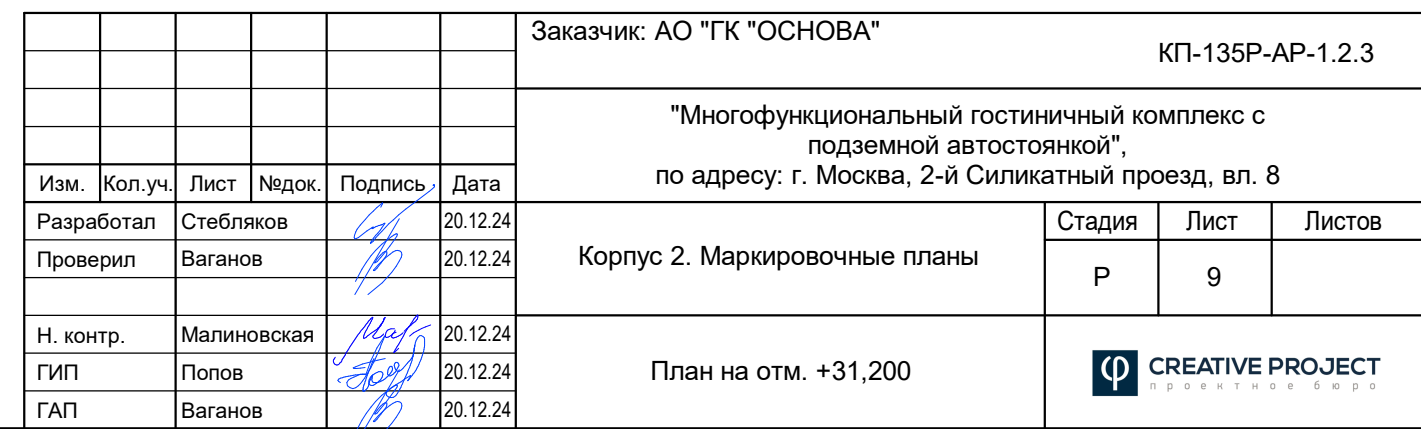 Заказчик: АО "ГК "ОСНОВА"
КП-135Р-АР-1.2.3
"Многофункциональный гостиничный комплекс с
подземной автостоянкой",
по адресу: г. Москва, 2-й Силикатный проезд, вл. 8
Изм. Кол.уч. Лист №док. Подпись Дата
Разработал Стебляков 20.12.24
Проверил Ваганов 20.12.24
Корпус 2. Маркировочные планы
Стадия Лист Листов
Р 9
Н. контр. Малиновская 20.12.24
ГИП Попов 20.12.24
ГАП Ваганов 20.12.24
План на отм. +31,200
CREATIVE PROJECT
проектное бюро